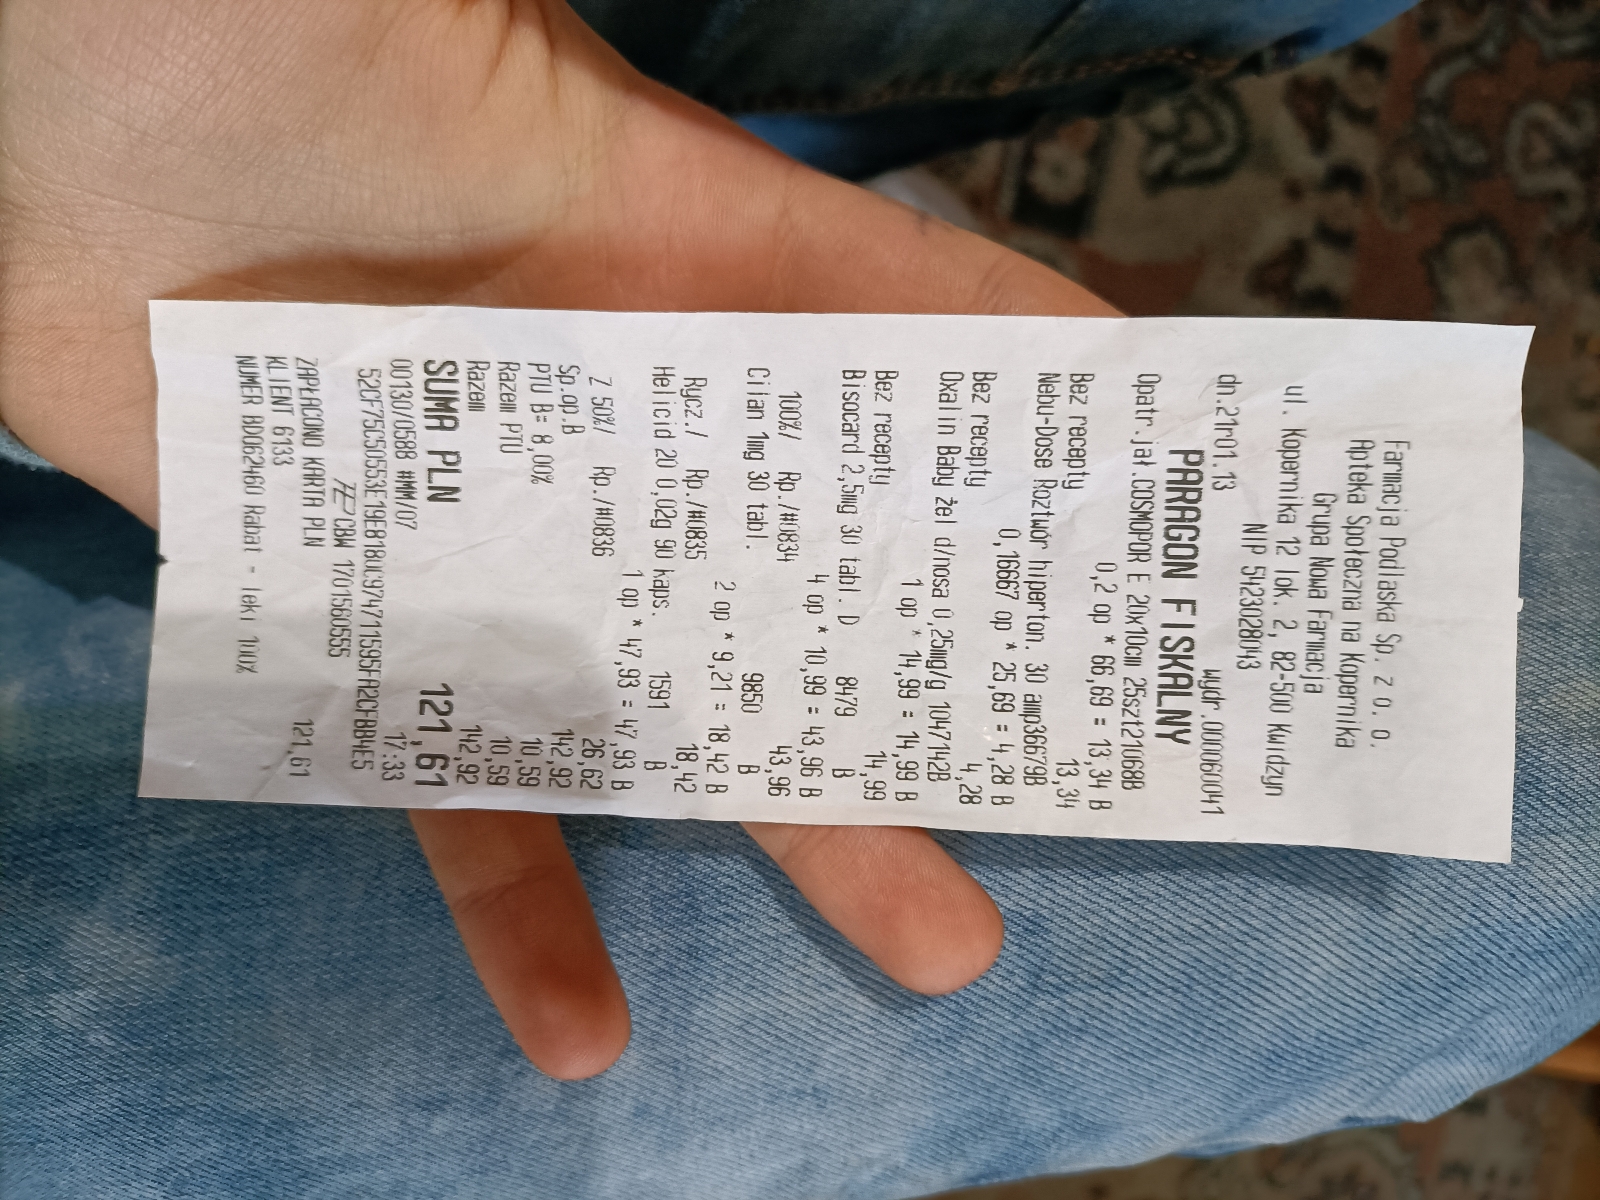 Farmacja Podlaska Sp. z o.o.
Apteka Społeczna na Kopernika
Grupa Nowa Farmacja
ul. Kopernika 12 lok. 2, 82-500 Kwidzyn
NIP 5423028043
dn.21r01.13 wydr.000060041
PARAGON FISKALNY
Opatr.jał.COSMOPOR E 20x10cm 25szt21068B
0,2 op * 66,69 = 13,34 B
Bez recepty 13,34
Nebu-Dose Roztwór hiperton. 30 amp36679B
0,16667 op * 25,69 = 4,28 B
Bez recepty 4,28
Oxalin Baby żel d/nosa 0,25mg/g 1047142B
1 op * 14,99 = 14,99 B
Bez recepty 14,99
Bisocard 2,5mg 30 tabl.D 8479 B
4 op * 10,99 = 43,96 B
100%/ Rp./#0834 43,96
Cilan 1mg 30 tabl. 9850 B
2 op * 9,21 = 18,42 B
Rycz./ Rp./#0835 18,42
Helicid 20 0,02g 90 kaps. 1591 B
1 op * 47,93 = 47,93 B
Z 50%/ Rp./#0836 26,62
Sp.op.B 142,92
PTU B= 8,00% 10,59
Razem PTU 10,59
Razem 142,92
SUMA PLN 121,61
00130/0588 #MM/07 17:33
52CF75C50553E19E8180C974711595FA2CFBB4E5
CBW 1701560555
ZAPŁACONO KARTA PLN 121,61
KLIENT 6133
NUMER BD062460 Rabat - leki 100%